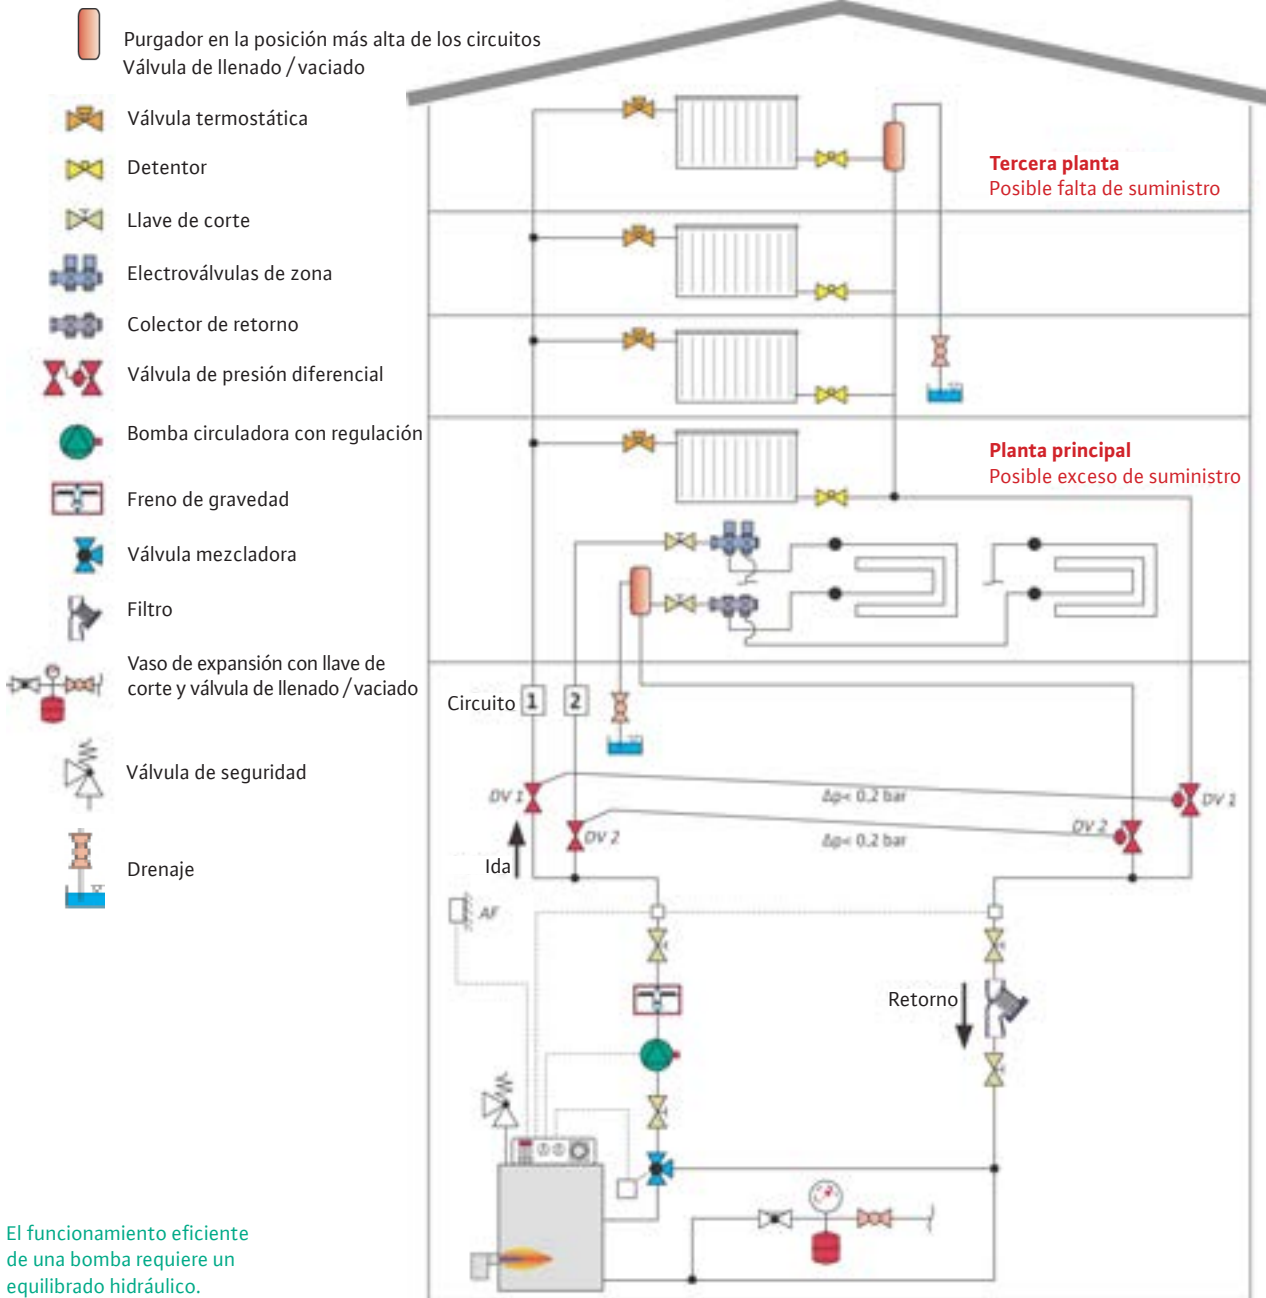 Purgador en la posición más alta de los circuitos
Válvula de llenado / vaciado
Válvula termostática
Detentor
Llave de corte
Electroválvulas de zona
Colector de retorno
Válvula de presión diferencial
Bomba circuladora con regulación
Freno de gravedad
Válvula mezcladora
Filtro
Vaso de expansión con llave de
corte y válvula de llenado / vaciado
Válvula de seguridad
Drenaje
El funcionamiento eficiente
de una bomba requiere un
equilibrado hidráulico.
Tercera planta
Posible falta de suministro
Planta principal
Posible exceso de suministro
Circuito 1 2
DV 1
Δp< 0,2 bar
DV 1
DV 2
Δp< 0,2 bar
DV 2
Ida
AF
Retorno